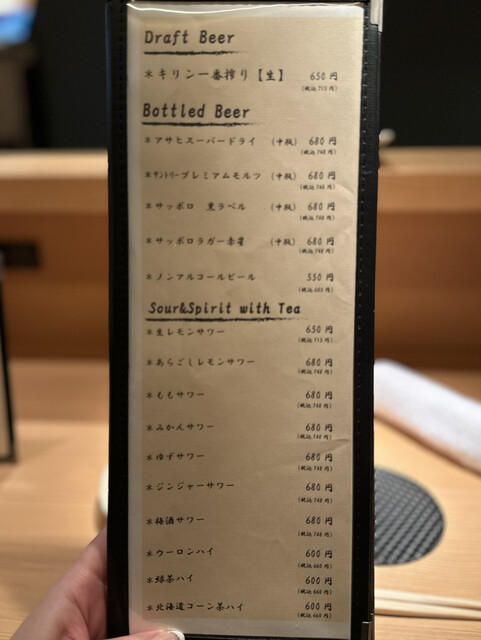 Draft Beer
＊キリン一番搾り【生】 650円
(税込 715円)
Bottled Beer
＊アサヒスーパードライ (中瓶) 680円
(税込 748円)
＊サントリープレミアムモルツ (中瓶) 680円
(税込 748円)
＊サッポロ 黒ラベル (中瓶) 680円
(税込 748円)
＊サッポロラガー赤星 (中瓶) 680円
(税込 748円)
＊ノンアルコールビール 550円
(税込 605円)
Sour&Spirit with Tea
＊生レモンサワー 650円
(税込 715円)
＊あらごしレモンサワー 680円
(税込 748円)
＊ももサワー 680円
(税込 748円)
＊みかんサワー 680円
(税込 748円)
＊ゆずサワー 680円
(税込 748円)
＊ジンジャーサワー 680円
(税込 748円)
＊梅酒サワー 680円
(税込 748円)
＊ウーロンハイ 600円
(税込 660円)
＊緑茶ハイ 600円
(税込 660円)
＊北海道コーン茶ハイ 600円
(税込 660円)